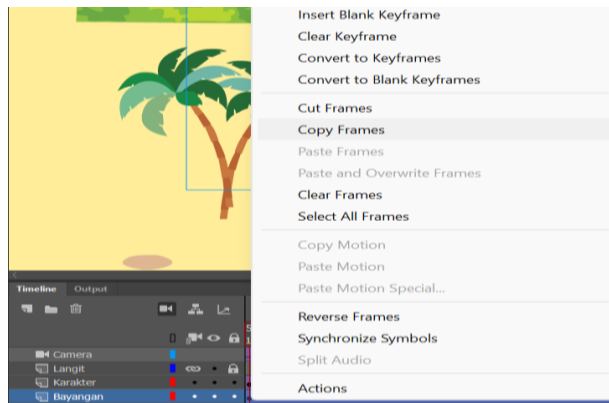 Insert Blank Keyframe
Clear Keyframe
Convert to Keyframes
Convert to Blank Keyframes
Cut Frames
Copy Frames
Paste Frames
Paste and Overwrite Frames
Clear Frames
Select All Frames
Copy Motion
Paste Motion
Paste Motion Special...
Reverse Frames
Synchronize Symbols
Split Audio
Actions
Timeline Output
Camera
Langit
Karakter
Bayangan